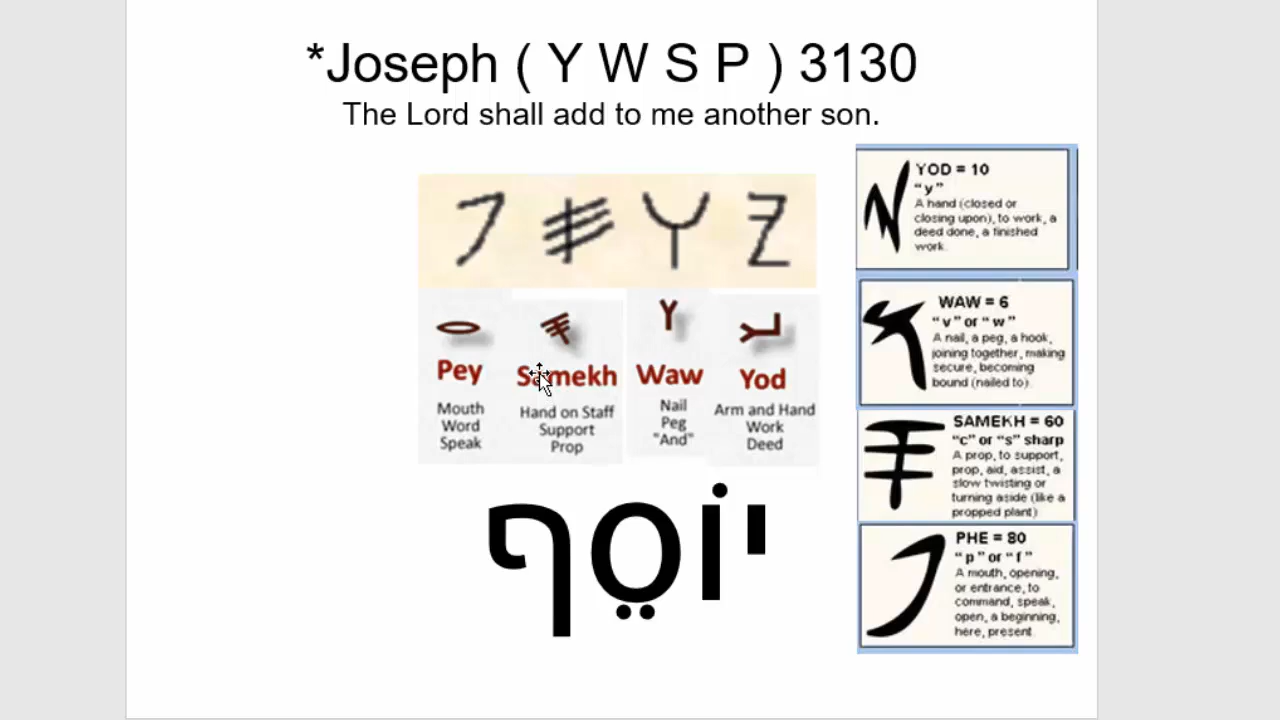 *Joseph ( Y W S P ) 3130
The Lord shall add to me another son.
Pey
Mouth
Word
Speak
Samekh
Hand on Staff
Support
Prop
Waw
Nail
Peg
"And"
Yod
Arm and Hand
Work
Deed
יוֹסֵף
YOD = 10
"y"
A hand (closed or
closing upon), to work, a
deed done, a finished
work.
WAW = 6
"v" or "w"
A nail, a peg, a hook,
joining together, making
secure, becoming
bound (nailed to).
SAMEKH = 60
"c" or "s" sharp
A prop, to support,
prop, aid, assist, a
slow twisting or
turning aside (like a
propped plant)
PHE = 80
"p" or "f"
A mouth, opening,
or entrance, to
command, speak,
open, a beginning,
here, present